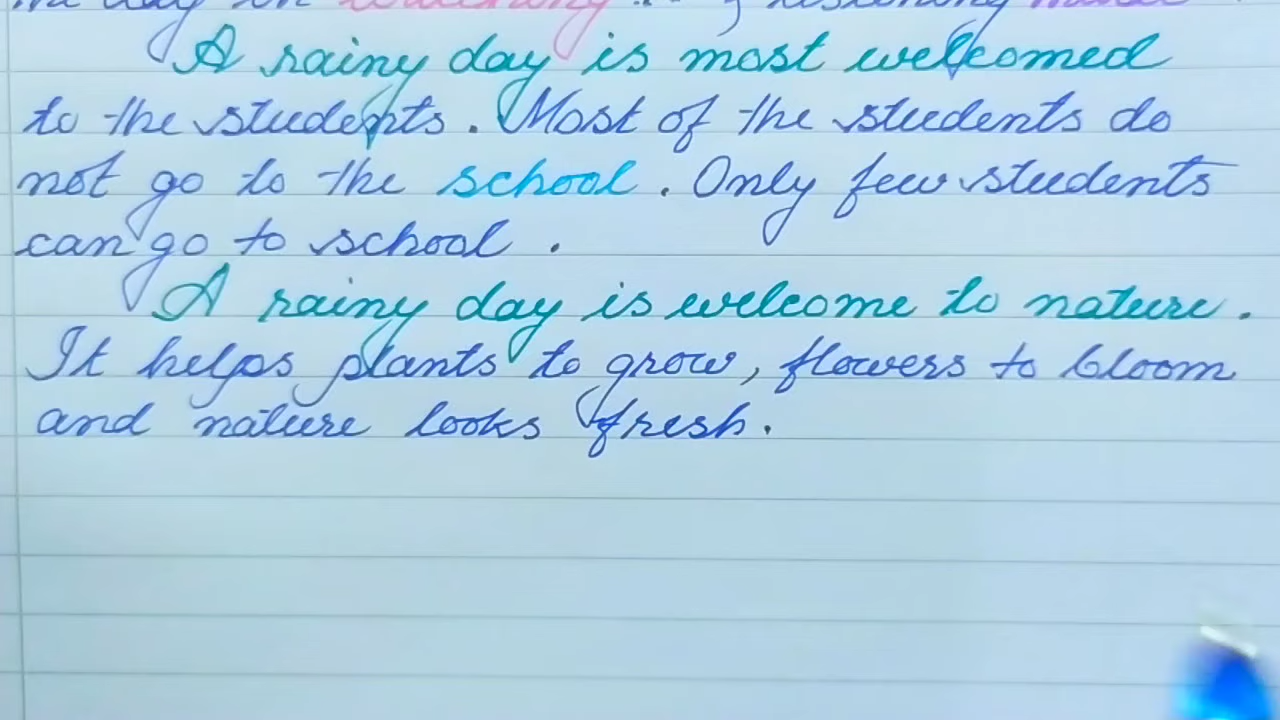 A rainy day is most welcomed
to the students. Most of the students do
not go to the school. Only few students
can go to school.
A rainy day is welcome to nature.
It helps plants to grow, flowers to bloom
and nature looks fresh.